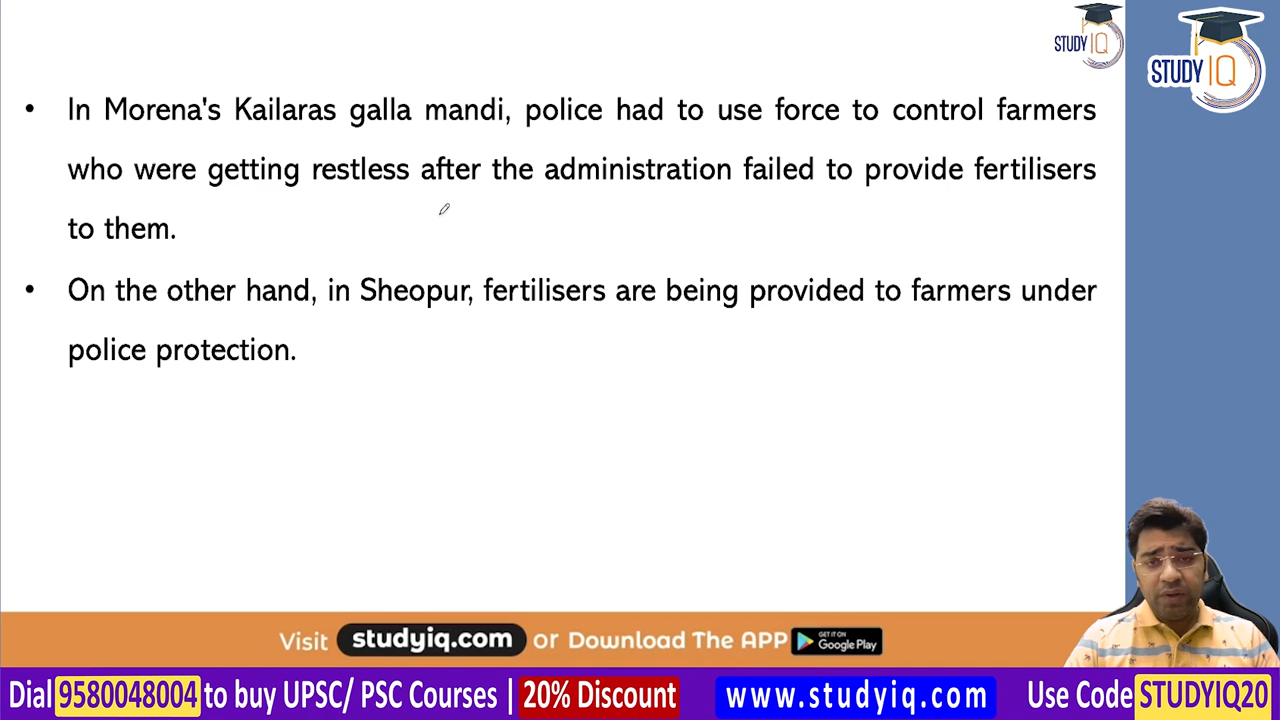 STUDY IQ
STUDY IQ
• In Morena's Kailaras galla mandi, police had to use force to control farmers
who were getting restless after the administration failed to provide fertilisers
to them.
• On the other hand, in Sheopur, fertilisers are being provided to farmers under
police protection.
Visit studyiq.com or Download The APP GET IT ON Google Play
Dial 9580048004 to buy UPSC/ PSC Courses | 20% Discount www.studyiq.com Use Code STUDYIQ20